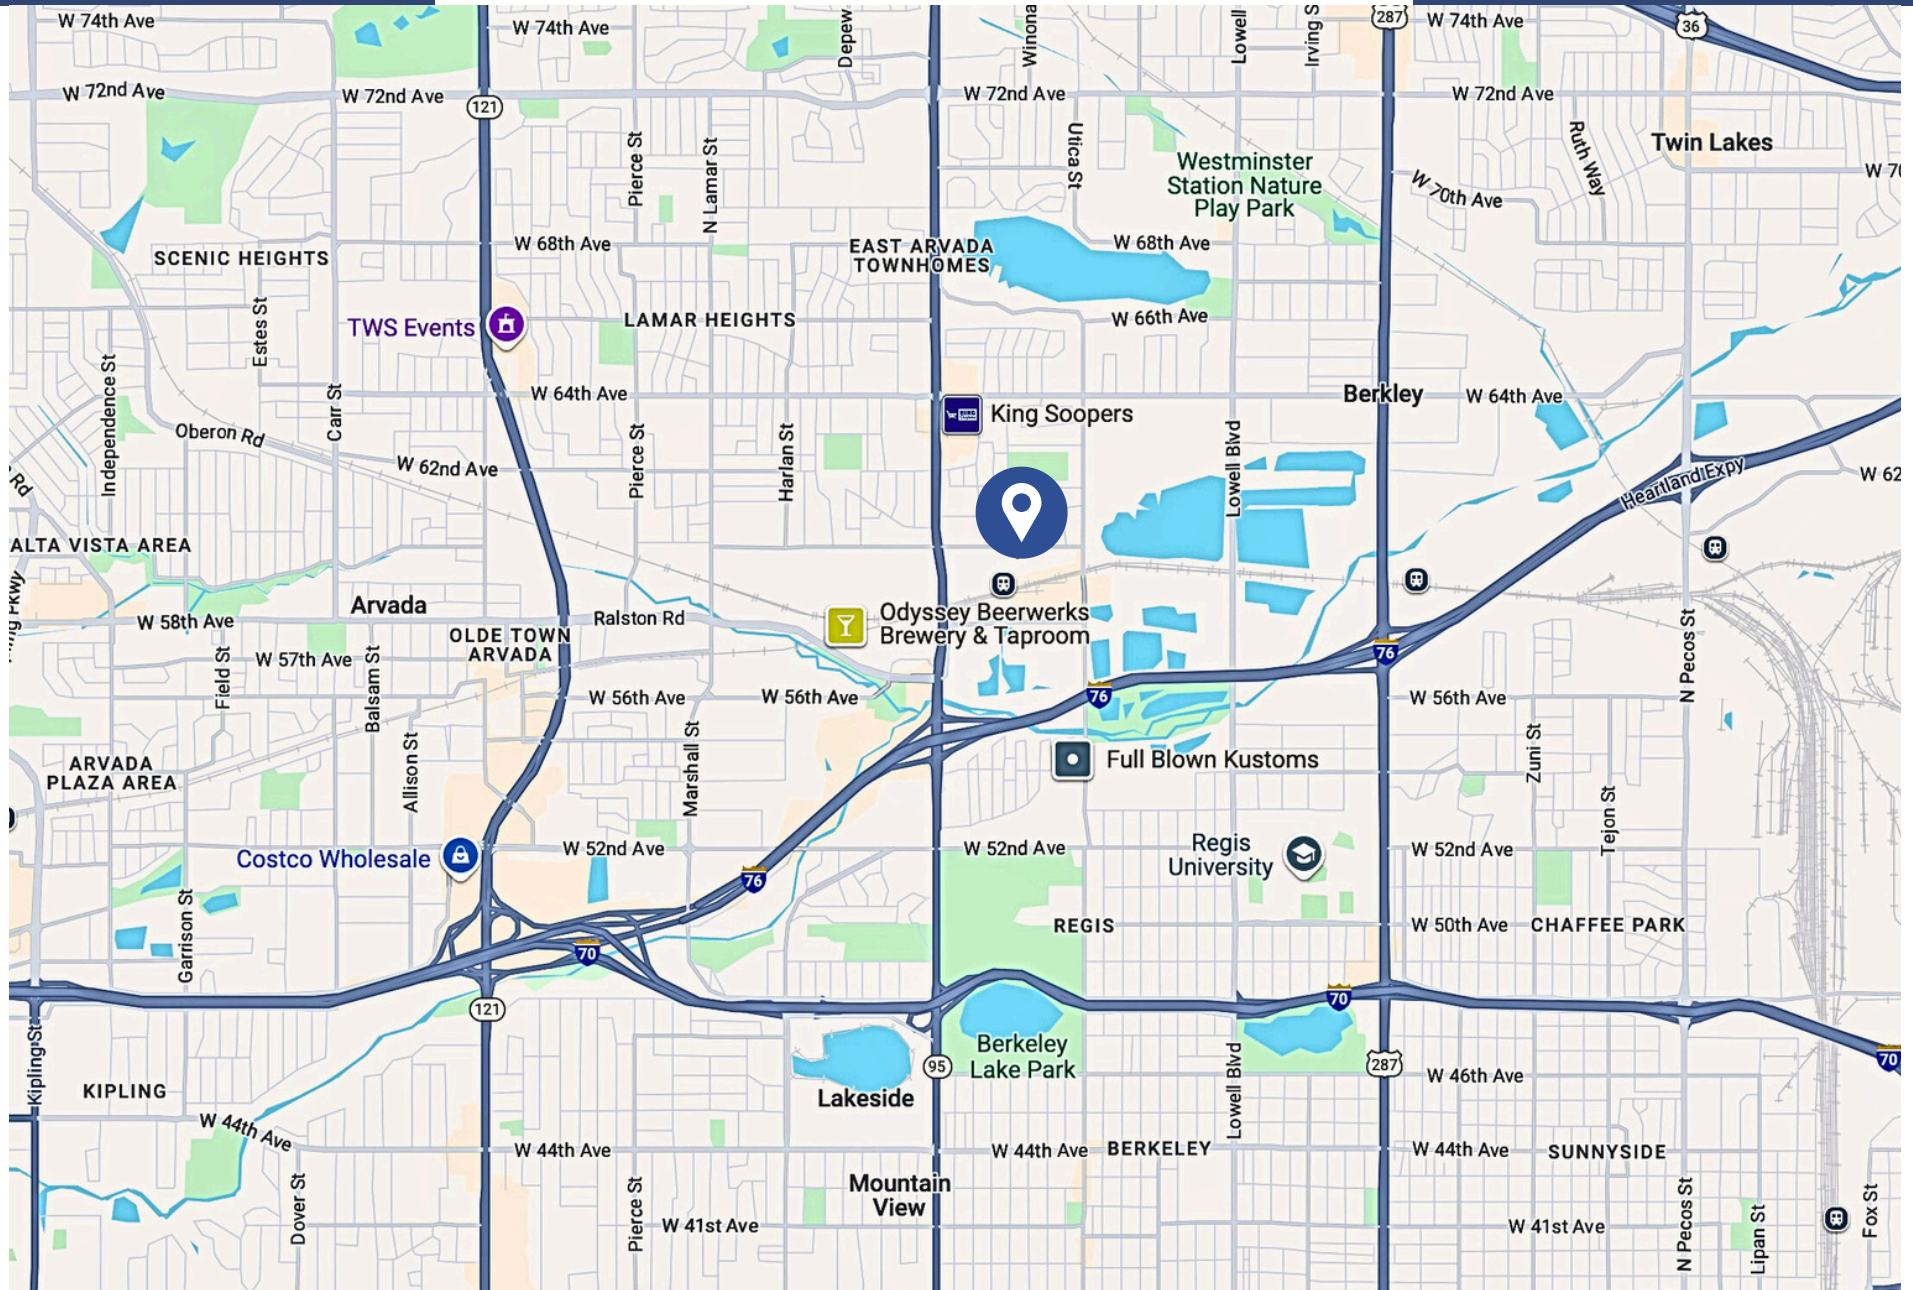 W 74th Ave
W 74th Ave
Depew
Winona
Lowell
Irving S
287
W 74th Ave
36
W 72nd Ave
W 72nd Ave
121
W 72nd Ave
W 72nd Ave
Pierce St
N Lamar St
Utica St
Westminster
Station Nature
Play Park
Ruth Way
Twin Lakes
W 70th Ave
W 70
SCENIC HEIGHTS
W 68th Ave
EAST ARVADA
TOWNHOMES
W 68th Ave
Estes St
TWS Events
LAMAR HEIGHTS
W 66th Ave
Independence St
Carr St
W 64th Ave
King Soopers
Berkley
W 64th Ave
Oberon Rd
W 62nd Ave
Pierce St
Harlan St
Lowell Blvd
Heartland Expy
W 62
Rd
ALTA VISTA AREA
Arvada
W 58th Ave
Ralston Rd
Odyssey Beerwerks
Brewery & Taproom
OLDE TOWN
ARVADA
W 57th Ave
Field St
Balsam St
76
N Pecos St
W 56th Ave
W 56th Ave
76
W 56th Ave
ARVADA
PLAZA AREA
Allison St
Marshall St
Full Blown Kustoms
Zuni St
Tejon St
Costco Wholesale
W 52nd Ave
W 52nd Ave
Regis
University
W 52nd Ave
76
Garrison St
REGIS
W 50th Ave
CHAFFEE PARK
70
70
121
Kipling St
Berkeley
Lake Park
95
Lowell Blvd
287
70
W 46th Ave
KIPLING
Lakeside
W 44th Ave
W 44th Ave
W 44th Ave
BERKELEY
W 44th Ave
SUNNYSIDE
Mountain
View
Dover St
Pierce St
W 41st Ave
W 41st Ave
N Pecos St
Lipan St
Fox St